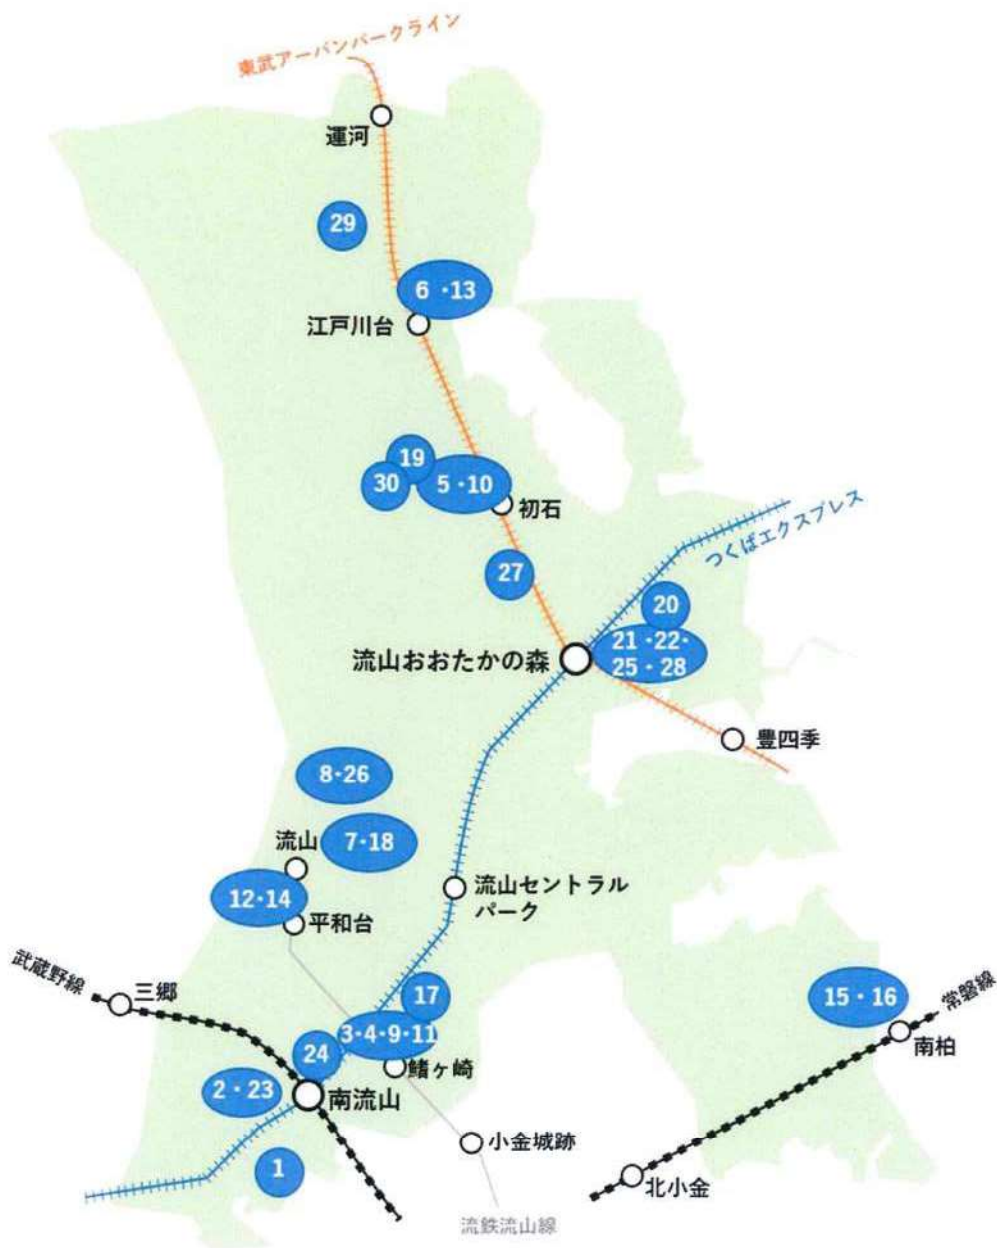 東武アーバンパークライン
運河
29
6・13
江戸川台
19
30
5・10
初石
つくばエクスプレス
27
20
21・22・
25・28
流山おおたかの森
豊四季
8・26
流山
7・18
12・14
流山セントラル
パーク
平和台
武蔵野線
三郷
17
15・16
常磐線
3・4・9・11
南柏
24
鰭ヶ崎
2・23
南流山
小金城跡
1
北小金
流鉄流山線